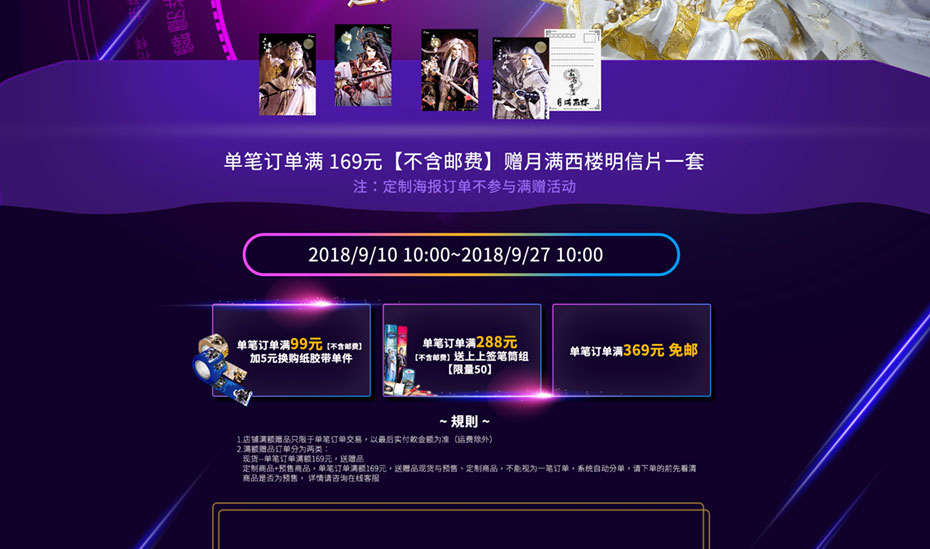 霹雳
单笔订单满 169元【不含邮费】赠月满西楼明信片一套
注：定制海报订单不参与满赠活动
2018/9/10 10:00~2018/9/27 10:00
单笔订单满99元【不含邮费】
加5元换购纸胶带单件
单笔订单满288元
【不含邮费】送上上签笔筒组
【限量50】
单笔订单满369元 免邮
~ 規則 ~
1.店铺满额赠品只限于单笔订单交易，以最后实付款金额为准（运费除外）
2.满额赠品订单分为两类：
现货--单笔订单满额169元，送赠品
定制商品+预售商品，单笔订单满额169元，送赠品现货与预售、定制商品，不能视为一笔订单，系统自动分单，请下单的前先看清
商品是否为预售， 详情请咨询在线客服